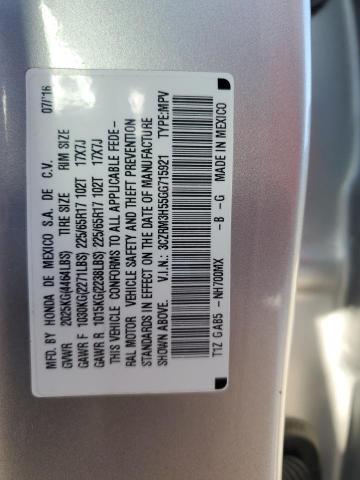 MFD. BY HONDA DE MEXICO S.A. DE C.V. 07/16
GVWR 2025KG(4464LBS) TIRE SIZE RIM SIZE
GAWR F 1030KG(2271LBS) 225/65R17 102T 17X7J
GAWR R 1015KG(2238LBS) 225/65R17 102T 17X7J
THIS VEHICLE CONFORMS TO ALL APPLICABLE FEDE-
RAL MOTOR VEHICLE SAFETY AND THEFT PREVENTION
STANDARDS IN EFFECT ON THE DATE OF MANUFACTURE
SHOWN ABOVE. V.I.N.: 3CZRM3H55GG715921 TYPE:MPV
T1Z GAB5 -NH700MX -B -G MADE IN MEXICO